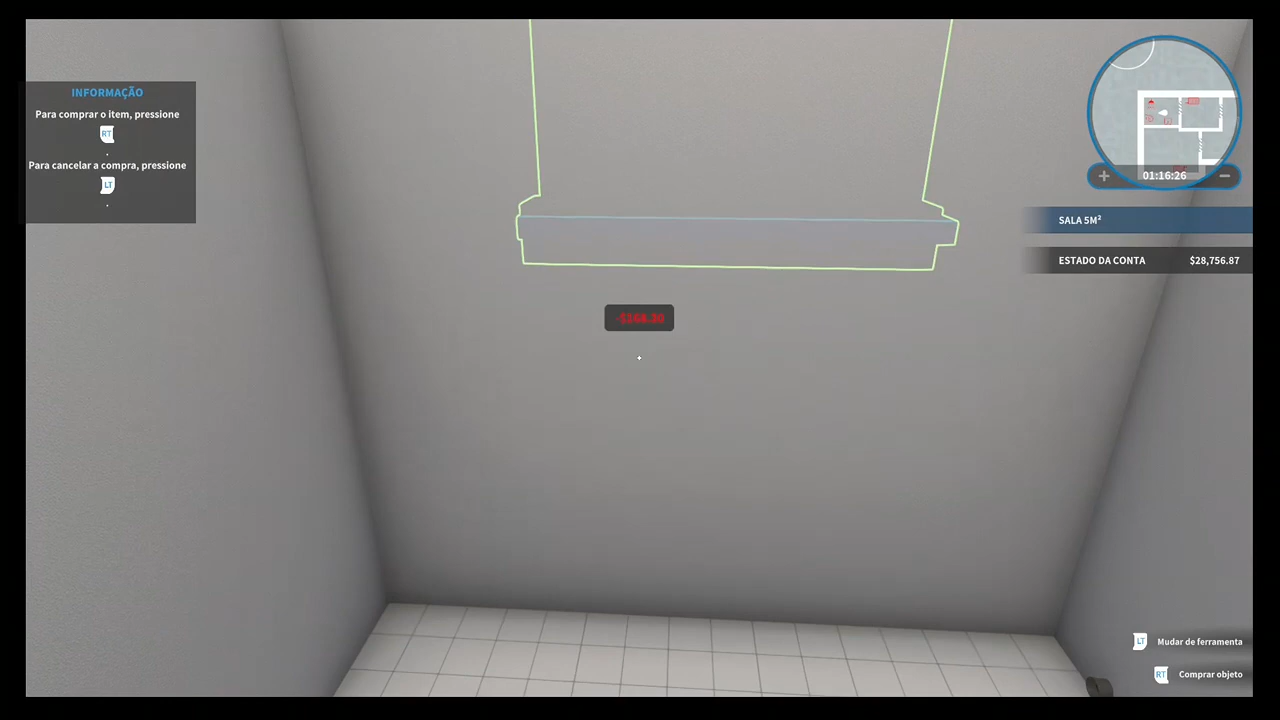 INFORMAÇÃO
Para comprar o item, pressione
RT
.
Para cancelar a compra, pressione
LT
.
01:16:26
SALA 5M²
ESTADO DA CONTA $28,756.87
LT Mudar de ferramenta
RT Comprar objeto